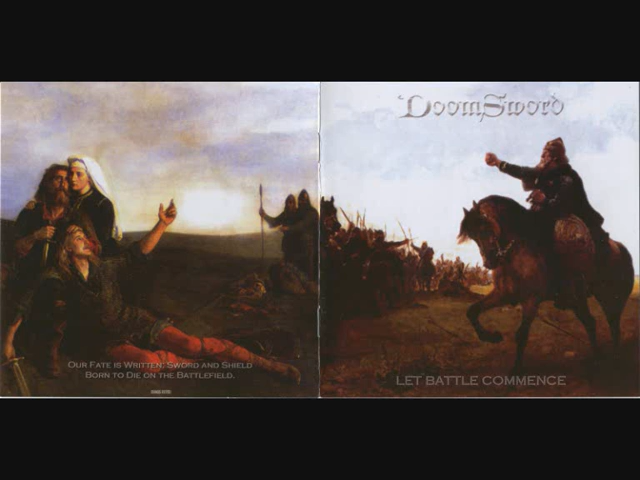 OUR FATE IS WRITTEN, SWORD AND SHIELD
BORN TO DIE ON THE BATTLEFIELD.
DOOMSWORD
LET BATTLE COMMENCE